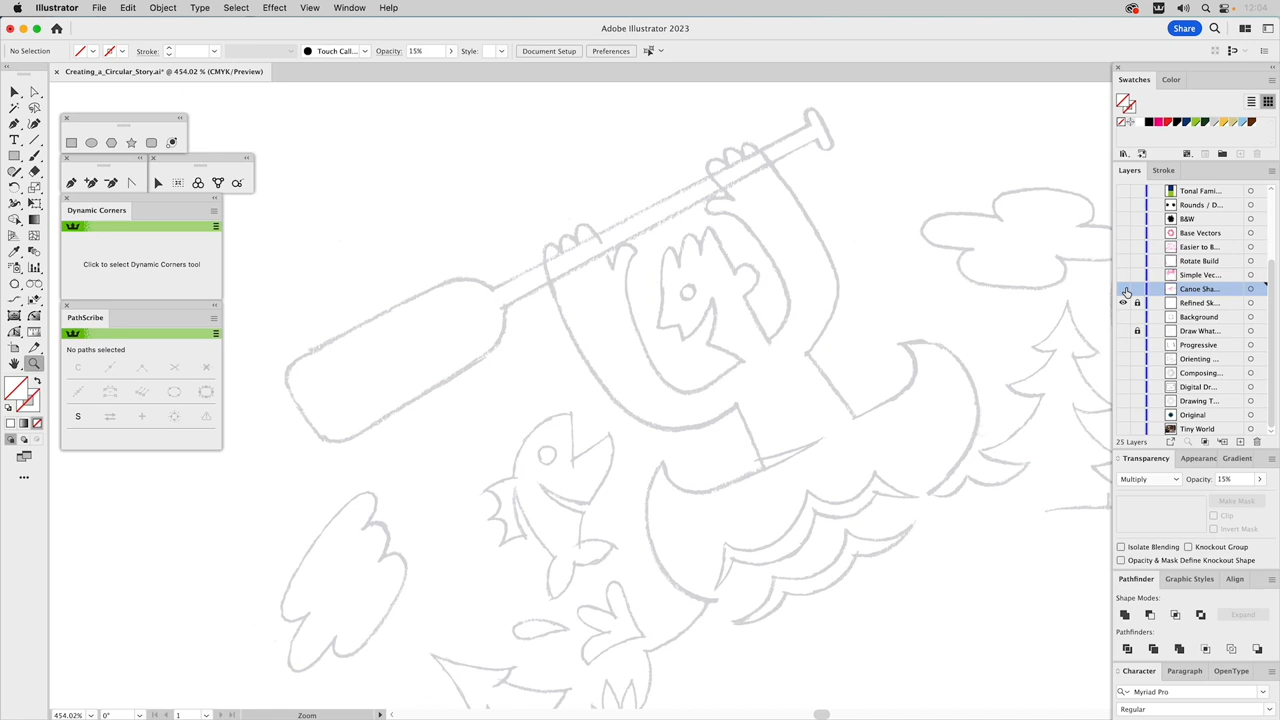 Illustrator File Edit Object Type Select Effect View Window Help 12:04
Adobe Illustrator 2023
Share
No Selection Stroke: Touch Call... Opacity: 15% Style: Document Setup Preferences
Creating_a_Circular_Story.ai* @ 454.02 % (CMYK/Preview)
Dynamic Corners
Click to select Dynamic Corners tool
PathScribe
No paths selected
C
S
Swatches Color
Layers Stroke
Tonal Fami...
Rounds / D...
B&W
Base Vectors
Easier to B...
Rotate Build
Simple Vec...
Canoe Sha...
Refined Sk...
Background
Draw What...
Progressive
Orienting ...
Composing...
Digital Dr...
Drawing T...
Original
Tiny World
25 Layers
Transparency Appearanc Gradient
Multiply Opacity: 15%
Make Mask
Clip
Invert Mask
Isolate Blending Knockout Group
Opacity & Mask Define Knockout Shape
Pathfinder Graphic Styles Align
Shape Modes:
Expand
Pathfinders:
Character Paragraph OpenType
Myriad Pro
Regular
454.02% 0° 1 Zoom